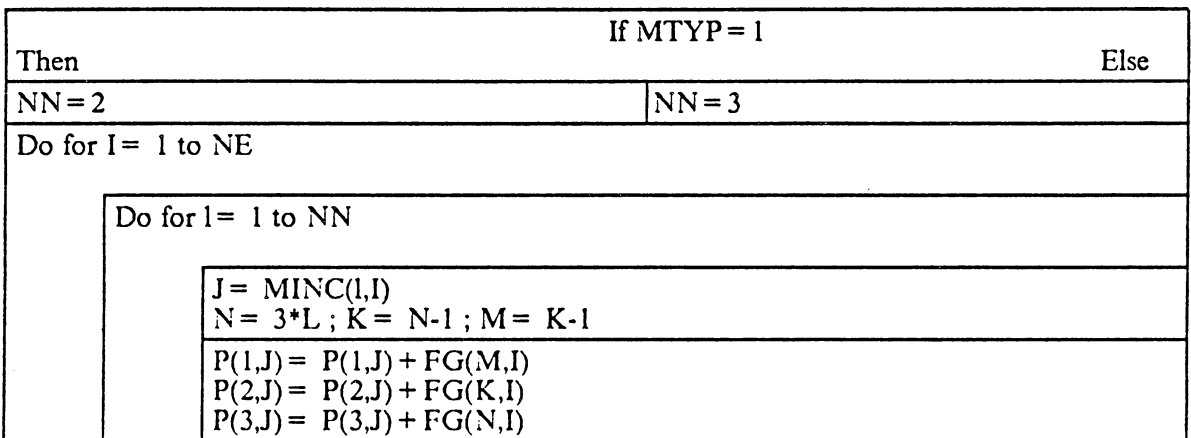 If MTYP = 1
Then Else
NN = 2 NN = 3
Do for I = 1 to NE
Do for l = 1 to NN
J = MINC(l,I)
N = 3*L ; K = N-1 ; M = K-1
P(1,J) = P(1,J) + FG(M,I)
P(2,J) = P(2,J) + FG(K,I)
P(3,J) = P(3,J) + FG(N,I)